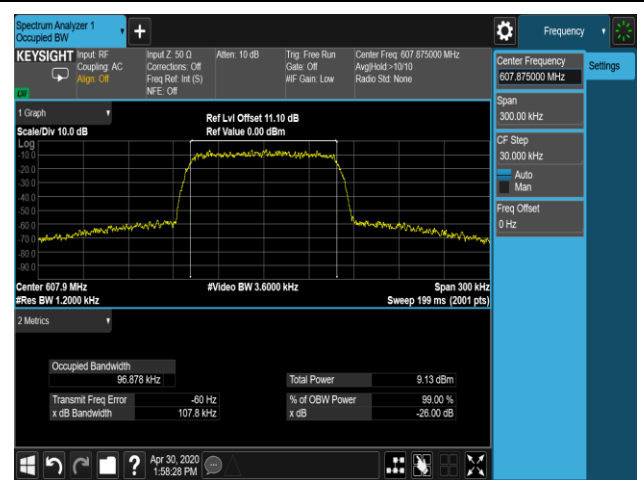 Spectrum Analyzer 1
Occupied BW
Frequency
KEYSIGHT
Input: RF
Coupling: AC
Align: Off
Input Z: 50 Ω
Corrections: Off
Freq Ref: Int (S)
NFE: Off
Atten: 10 dB
Trig: Free Run
Gate: Off
#IF Gain: Low
Center Freq: 607.875000 MHz
Avg|Hold:>10/10
Radio Std: None
Center Frequency
607.875000 MHz
Settings
Span
300.00 kHz
CF Step
30.000 kHz
Auto
Man
Freq Offset
0 Hz
1 Graph
Scale/Div 10.0 dB
Ref Lvl Offset 11.10 dB
Ref Value 0.00 dBm
Log
-10.0
-20.0
-30.0
-40.0
-50.0
-60.0
-70.0
-80.0
-90.0
Center 607.9 MHz
#Video BW 3.6000 kHz
Span 300 kHz
#Res BW 1.2000 kHz
Sweep 199 ms (2001 pts)
2 Metrics
Occupied Bandwidth
96.878 kHz
Total Power 9.13 dBm
Transmit Freq Error -60 Hz
% of OBW Power 99.00 %
x dB Bandwidth 107.8 kHz
x dB -26.00 dB
Apr 30, 2020
1:58:28 PM